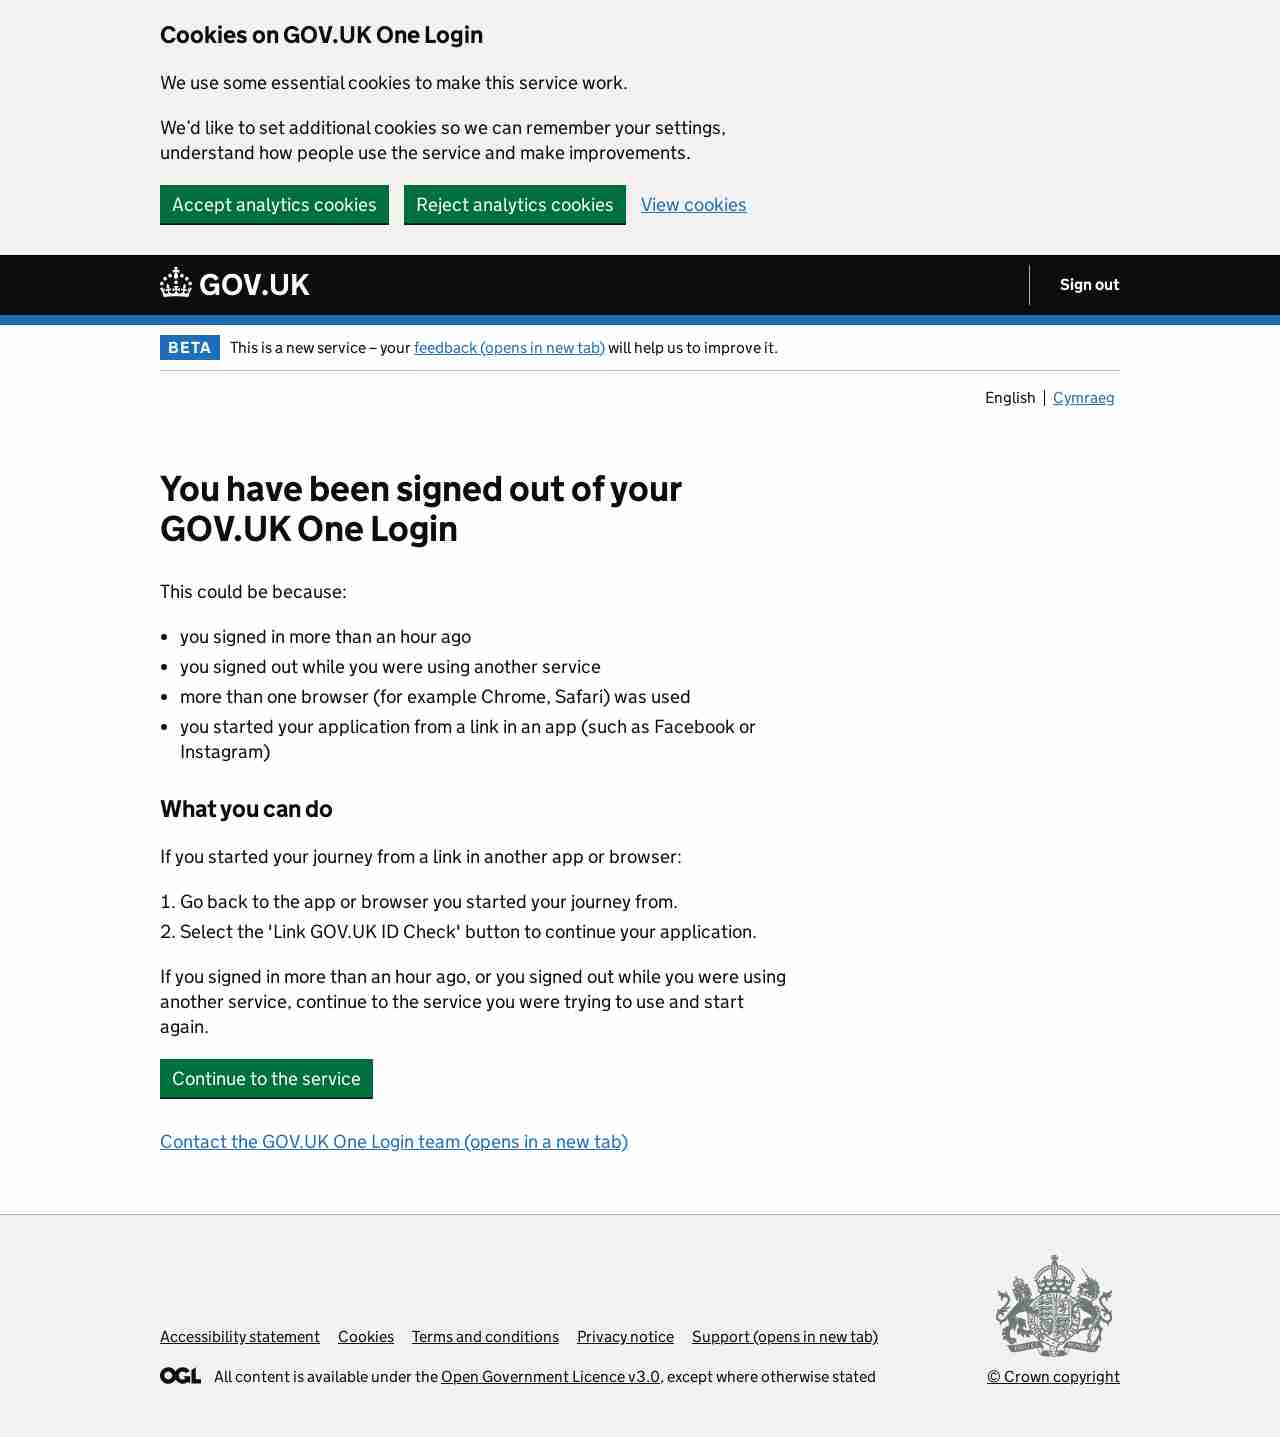 Cookies on GOV.UK One Login
We use some essential cookies to make this service work.
We’d like to set additional cookies so we can remember your settings,
understand how people use the service and make improvements.
Accept analytics cookies Reject analytics cookies View cookies
GOV.UK Sign out
BETA This is a new service – your feedback (opens in new tab) will help us to improve it.
English Cymraeg
You have been signed out of your
GOV.UK One Login
This could be because:
• you signed in more than an hour ago
• you signed out while you were using another service
• more than one browser (for example Chrome, Safari) was used
• you started your application from a link in an app (such as Facebook or
Instagram)
What you can do
If you started your journey from a link in another app or browser:
1. Go back to the app or browser you started your journey from.
2. Select the 'Link GOV.UK ID Check' button to continue your application.
If you signed in more than an hour ago, or you signed out while you were using
another service, continue to the service you were trying to use and start
again.
Continue to the service
Contact the GOV.UK One Login team (opens in a new tab)
Accessibility statement Cookies Terms and conditions Privacy notice Support (opens in new tab)
OGL All content is available under the Open Government Licence v3.0, except where otherwise stated
© Crown copyright